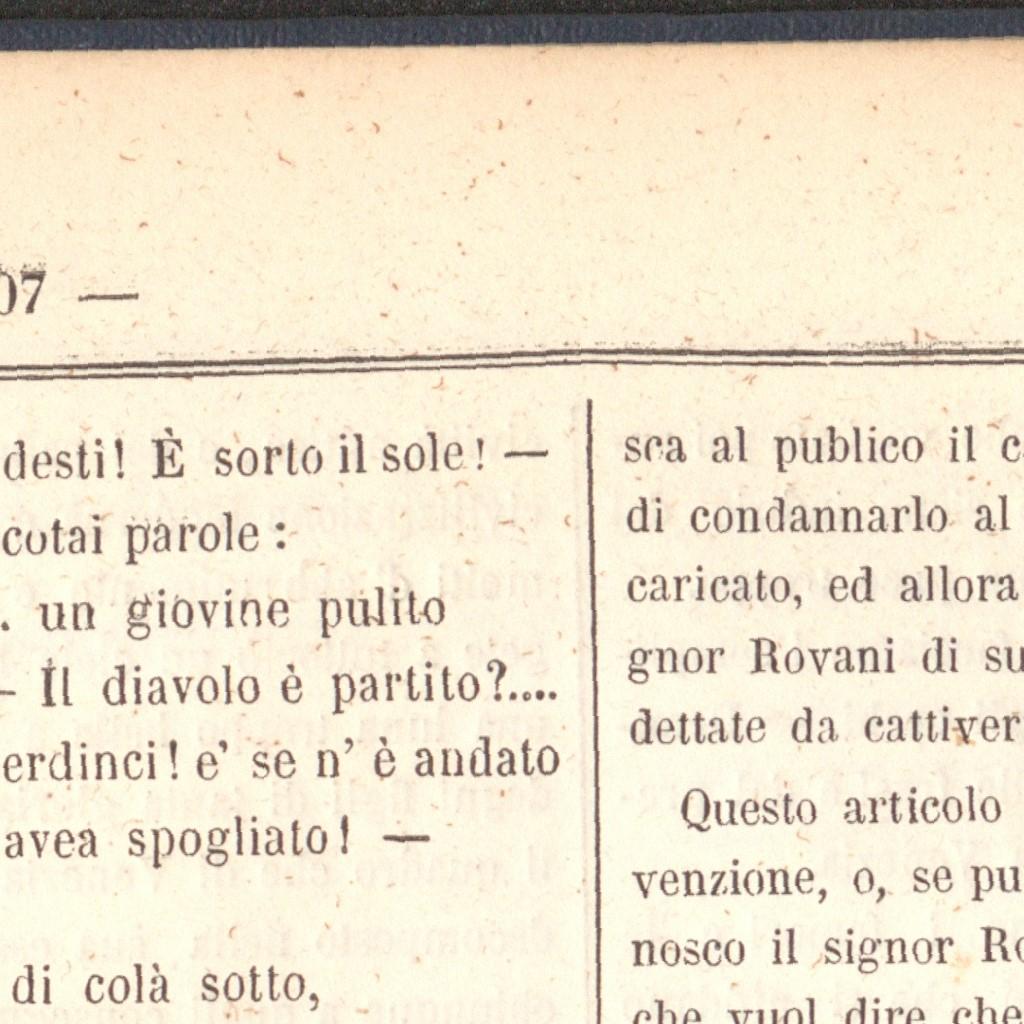 07 —
desti! È sorto il sole! —
cotai parole:
. un giovine pulito
– Il diavolo è partito?....
erdinci! e' se n' è andato
avea spogliato! —
di colà sotto,
sca al publico il c
di condannarlo al
caricato, ed allora
gnor Rovani di su
dettate da cattiver
Questo articolo
venzione, o, se pu
nosco il signor Ro
che vuol dire che